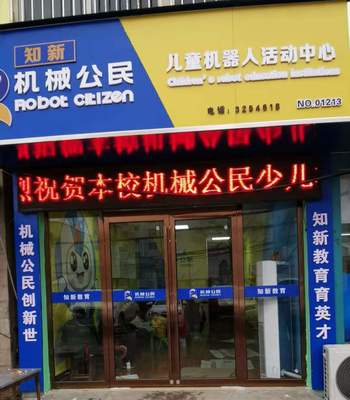 知新
机械公民
Robot Citizen
儿童机器人活动中心
Children's robot education institutions
电话：3294618
NO.01213
烈祝贺本校机械公民少儿
机械公民创新世
知新教育育英才
知新教育
机械公民
知新教育
机械公民